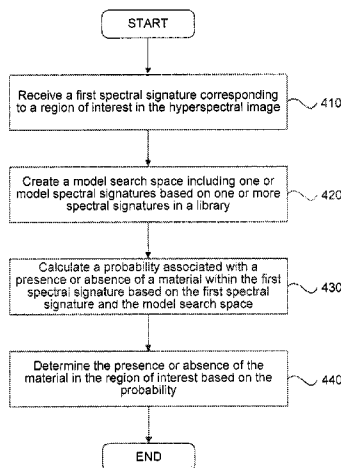 START
Receive a first spectral signature corresponding
to a region of interest in the hyperspectral image
410
Create a model search space including one or
model spectral signatures based on one or more
spectral signatures in a library
420
Calculate a probability associated with a
presence or absence of a material within the first
spectral signature based on the first spectral
signature and the model search space
430
Determine the presence or absence of the
material in the region of interest based on the
probability
440
END